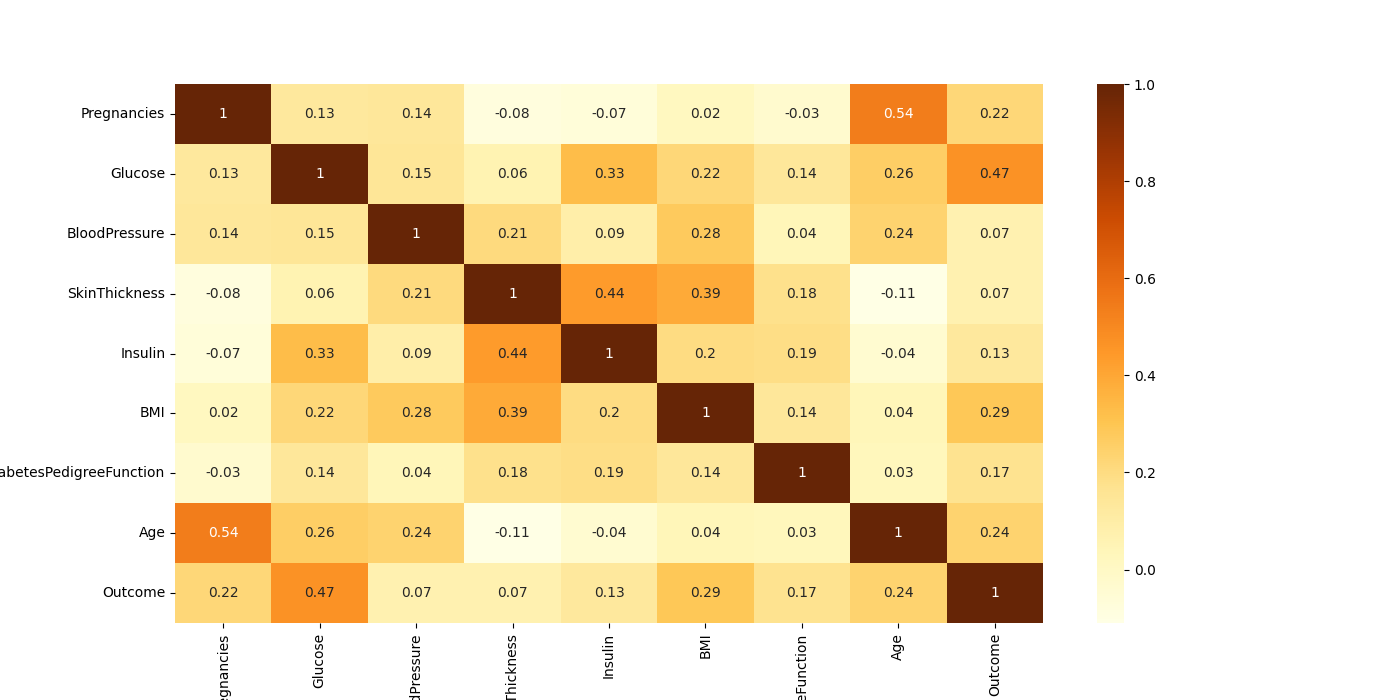 Pregnancies 1 0.13 0.14 -0.08 -0.07 0.02 -0.03 0.54 0.22
Glucose 0.13 1 0.15 0.06 0.33 0.22 0.14 0.26 0.47
BloodPressure 0.14 0.15 1 0.21 0.09 0.28 0.04 0.24 0.07
SkinThickness -0.08 0.06 0.21 1 0.44 0.39 0.18 -0.11 0.07
Insulin -0.07 0.33 0.09 0.44 1 0.2 0.19 -0.04 0.13
BMI 0.02 0.22 0.28 0.39 0.2 1 0.14 0.04 0.29
abetesPedigreeFunction -0.03 0.14 0.04 0.18 0.19 0.14 1 0.03 0.17
Age 0.54 0.26 0.24 -0.11 -0.04 0.04 0.03 1 0.24
Outcome 0.22 0.47 0.07 0.07 0.13 0.29 0.17 0.24 1
egnancies
Glucose
dPressure
Thickness
Insulin
BMI
eFunction
Age
Outcome
1.0
0.8
0.6
0.4
0.2
0.0